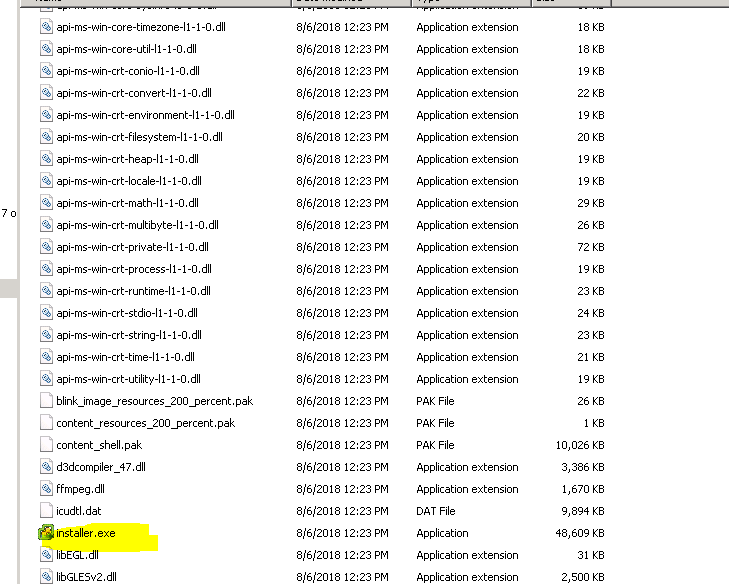 api-ms-win-core-timezone-l1-1-0.dll 8/6/2018 12:23 PM Application extension 18 KB
api-ms-win-core-util-l1-1-0.dll 8/6/2018 12:23 PM Application extension 18 KB
api-ms-win-crt-conio-l1-1-0.dll 8/6/2018 12:23 PM Application extension 19 KB
api-ms-win-crt-convert-l1-1-0.dll 8/6/2018 12:23 PM Application extension 22 KB
api-ms-win-crt-environment-l1-1-0.dll 8/6/2018 12:23 PM Application extension 19 KB
api-ms-win-crt-filesystem-l1-1-0.dll 8/6/2018 12:23 PM Application extension 20 KB
api-ms-win-crt-heap-l1-1-0.dll 8/6/2018 12:23 PM Application extension 19 KB
api-ms-win-crt-locale-l1-1-0.dll 8/6/2018 12:23 PM Application extension 19 KB
api-ms-win-crt-math-l1-1-0.dll 8/6/2018 12:23 PM Application extension 29 KB
7 o
api-ms-win-crt-multibyte-l1-1-0.dll 8/6/2018 12:23 PM Application extension 26 KB
api-ms-win-crt-private-l1-1-0.dll 8/6/2018 12:23 PM Application extension 72 KB
api-ms-win-crt-process-l1-1-0.dll 8/6/2018 12:23 PM Application extension 19 KB
api-ms-win-crt-runtime-l1-1-0.dll 8/6/2018 12:23 PM Application extension 23 KB
api-ms-win-crt-stdio-l1-1-0.dll 8/6/2018 12:23 PM Application extension 24 KB
api-ms-win-crt-string-l1-1-0.dll 8/6/2018 12:23 PM Application extension 23 KB
api-ms-win-crt-time-l1-1-0.dll 8/6/2018 12:23 PM Application extension 21 KB
api-ms-win-crt-utility-l1-1-0.dll 8/6/2018 12:23 PM Application extension 19 KB
blink_image_resources_200_percent.pak 8/6/2018 12:23 PM PAK File 26 KB
content_resources_200_percent.pak 8/6/2018 12:23 PM PAK File 1 KB
content_shell.pak 8/6/2018 12:23 PM PAK File 10,026 KB
d3dcompiler_47.dll 8/6/2018 12:23 PM Application extension 3,386 KB
ffmpeg.dll 8/6/2018 12:23 PM Application extension 1,670 KB
icudtl.dat 8/6/2018 12:23 PM DAT File 9,894 KB
installer.exe 8/6/2018 12:23 PM Application 48,609 KB
libEGL.dll 8/6/2018 12:23 PM Application extension 31 KB
libGLESv2.dll 8/6/2018 12:23 PM Application extension 2,500 KB